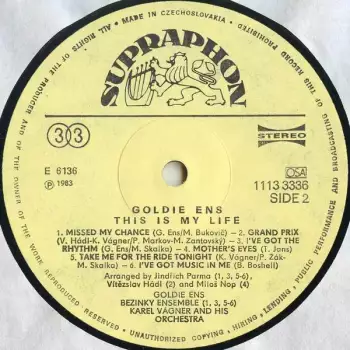 MADE IN CZECHOSLOVAKIA
ALL RIGHTS OF THE PRODUCER AND OF THE OWNER OF THE WORK REPRODUCED RESERVED
UNAUTHORIZED COPYING, HIRING, LENDING, PUBLIC PERFORMANCE AND BROADCASTING OF THIS RECORD PROHIBITED
SUPRAPHON
33
STEREO
E 6136
℗ 1983
OSA
1113 3336
SIDE 2
GOLDIE ENS
THIS IS MY LIFE
1. MISSED MY CHANCE (G. Ens/M. Bukovič) - 2. GRAND PRIX
(V. Hádl-K. Vágner/P. Markov-M. Zantovský) - 3. I'VE GOT THE
RHYTHM (G. Ens/M. Skalka) - 4. MOTHER'S EYES (T. Jans)
5. TAKE ME FOR THE RIDE TONIGHT (K. Vágner/P. Žák-
M. Skalka) - 6. I'VE GOT MUSIC IN ME (B. Boshell)
Arranged by Jindřich Parma (1, 3, 5-6)
Vítězslav Hádl (2) and Miloš Nop (4)
GOLDIE ENS
BEZINKY ENSEMBLE (1, 3, 5-6)
KAREL VÁGNER AND HIS
ORCHESTRA